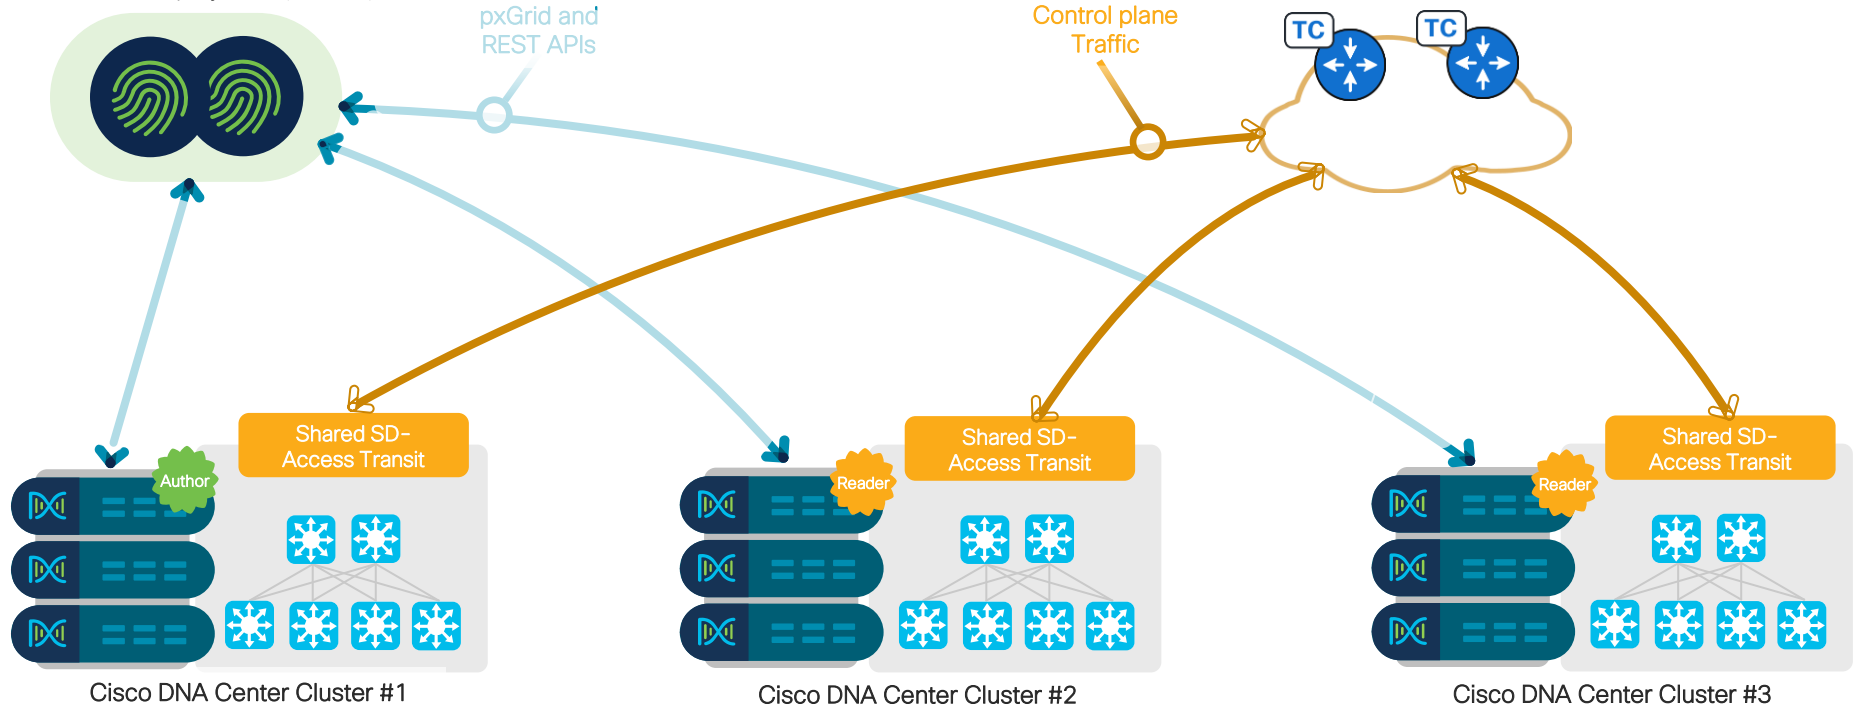 pxGrid and
REST APIs
Control plane
Traffic
TC
TC
Shared SD-
Access Transit
Shared SD-
Access Transit
Shared SD-
Access Transit
Author
Reader
Reader
Cisco DNA Center Cluster #1
Cisco DNA Center Cluster #2
Cisco DNA Center Cluster #3